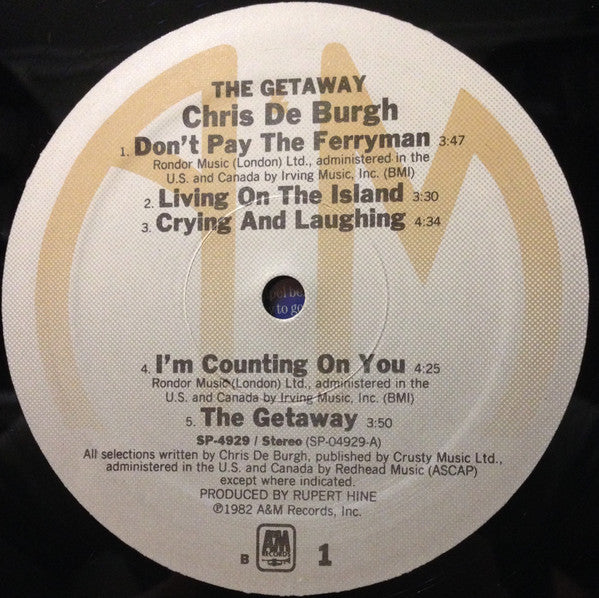 THE GETAWAY
Chris De Burgh
1. Don't Pay The Ferryman 3:47
Rondor Music (London) Ltd., administered in the
U.S. and Canada by Irving Music, Inc. (BMI)
2. Living On The Island 3:30
3. Crying And Laughing 4:34
pel be
to go
4. I'm Counting On You 4:25
Rondor Music (London) Ltd., administered in the
U.S. and Canada by Irving Music, Inc. (BMI)
5. The Getaway 3:50
SP-4929 / Stereo (SP-04929-A)
All selections written by Chris De Burgh, published by Crusty Music Ltd.,
administered in the U.S. and Canada by Redhead Music (ASCAP)
except where indicated.
PRODUCED BY RUPERT HINE
℗1982 A&M Records, Inc.
B A&M RECORDS 1